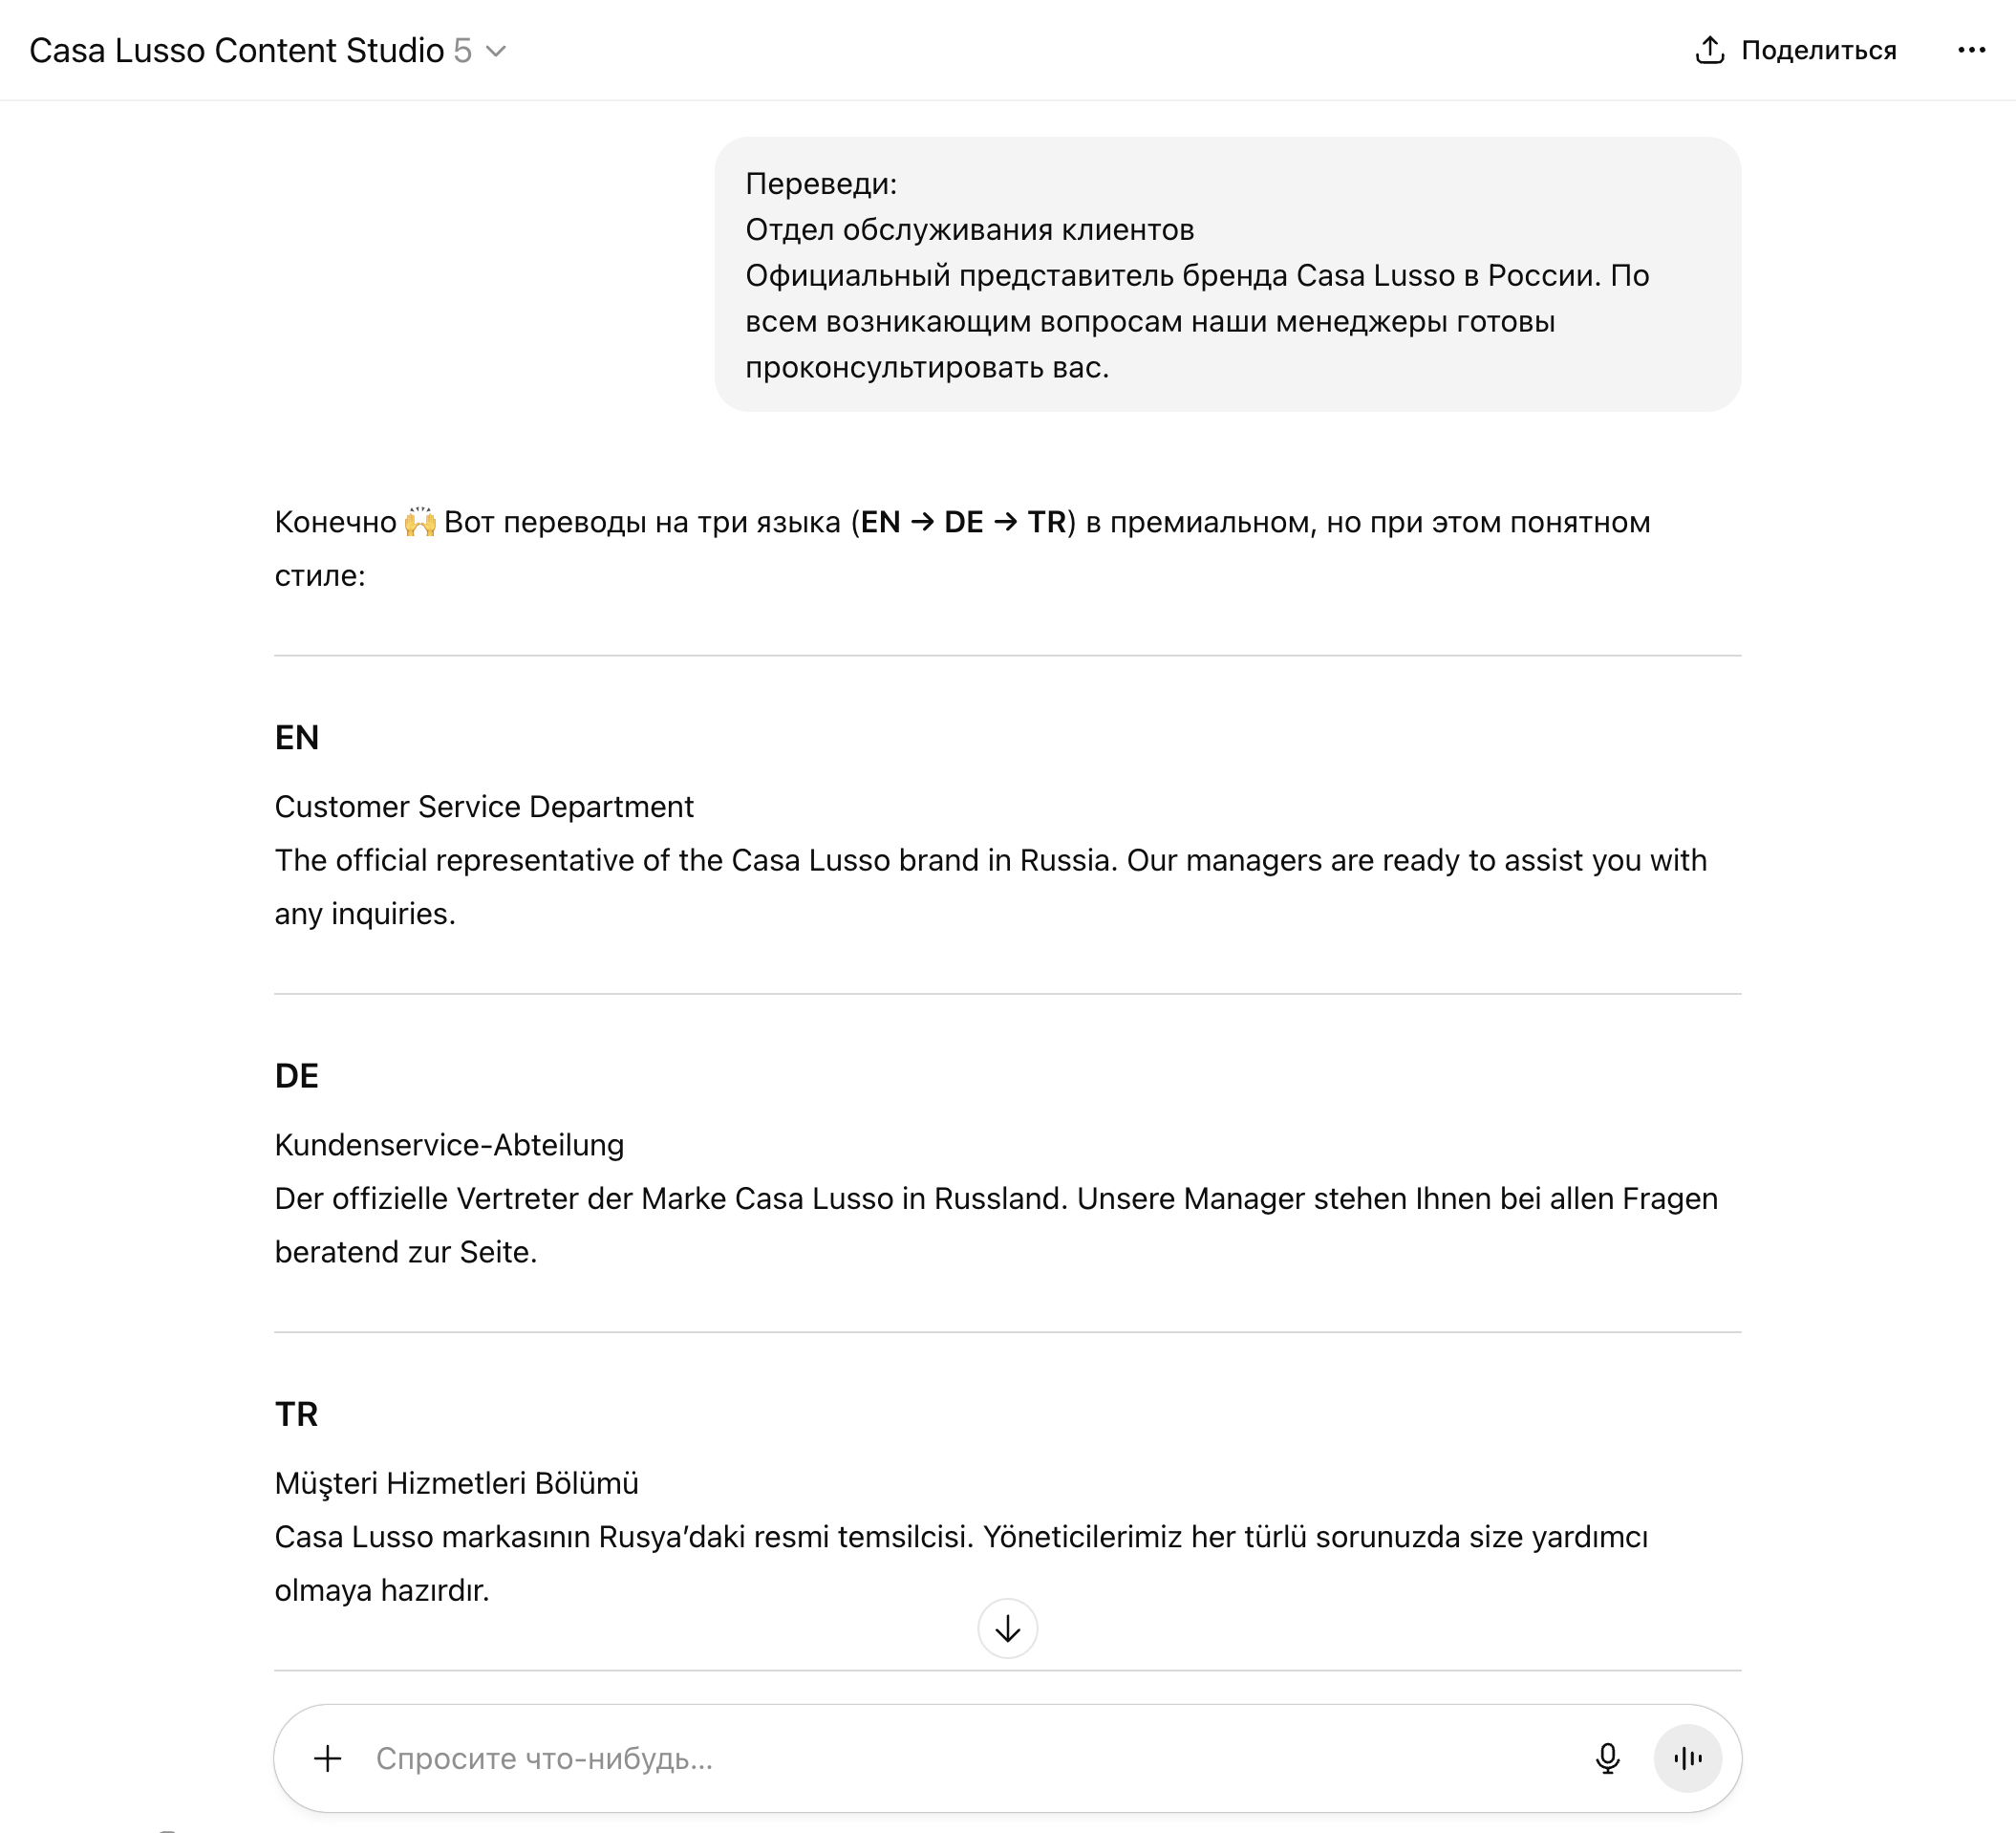 Casa Lusso Content Studio 5
Поделиться
Переведи:
Отдел обслуживания клиентов
Официальный представитель бренда Casa Lusso в России. По
всем возникающим вопросам наши менеджеры готовы
проконсультировать вас.
Конечно 🙌 Вот переводы на три языка (EN → DE → TR) в премиальном, но при этом понятном
стиле:
EN
Customer Service Department
The official representative of the Casa Lusso brand in Russia. Our managers are ready to assist you with
any inquiries.
DE
Kundenservice-Abteilung
Der offizielle Vertreter der Marke Casa Lusso in Russland. Unsere Manager stehen Ihnen bei allen Fragen
beratend zur Seite.
TR
Müşteri Hizmetleri Bölümü
Casa Lusso markasının Rusya’daki resmi temsilcisi. Yöneticilerimiz her türlü sorunuzda size yardımcı
olmaya hazırdır.
Спросите что-нибудь...